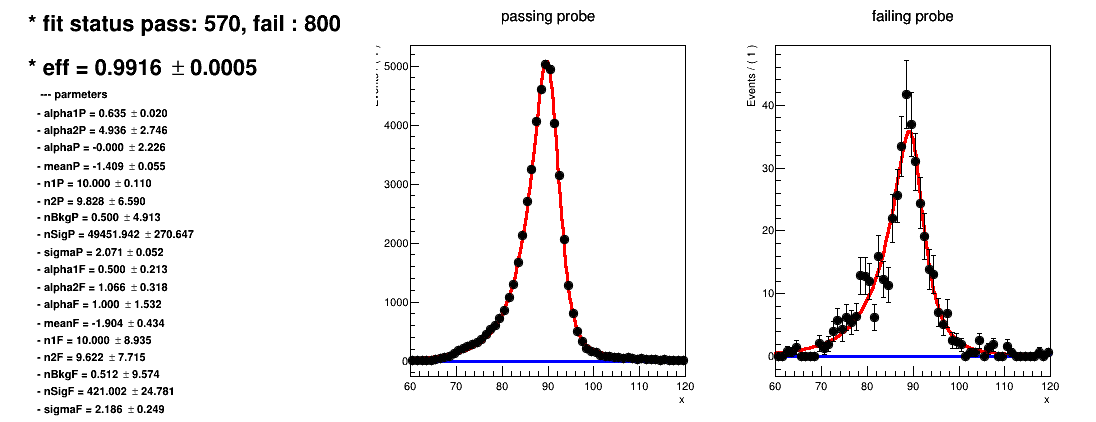 * fit status pass: 570, fail : 800
* eff = 0.9916 ± 0.0005
--- parmeters
- alpha1P = 0.635 ± 0.020
- alpha2P = 4.936 ± 2.746
- alphaP = -0.000 ± 2.226
- meanP = -1.409 ± 0.055
- n1P = 10.000 ± 0.110
- n2P = 9.828 ± 6.590
- nBkgP = 0.500 ± 4.913
- nSigP = 49451.942 ± 270.647
- sigmaP = 2.071 ± 0.052
- alpha1F = 0.500 ± 0.213
- alpha2F = 1.066 ± 0.318
- alphaF = 1.000 ± 1.532
- meanF = -1.904 ± 0.434
- n1F = 10.000 ± 8.935
- n2F = 9.622 ± 7.715
- nBkgF = 0.512 ± 9.574
- nSigF = 421.002 ± 24.781
- sigmaF = 2.186 ± 0.249
passing probe
5000
4000
3000
2000
1000
0
60 70 80 90 100 110 120
x
failing probe
Events / ( 1 )
40
30
20
10
0
60 70 80 90 100 110 120
x